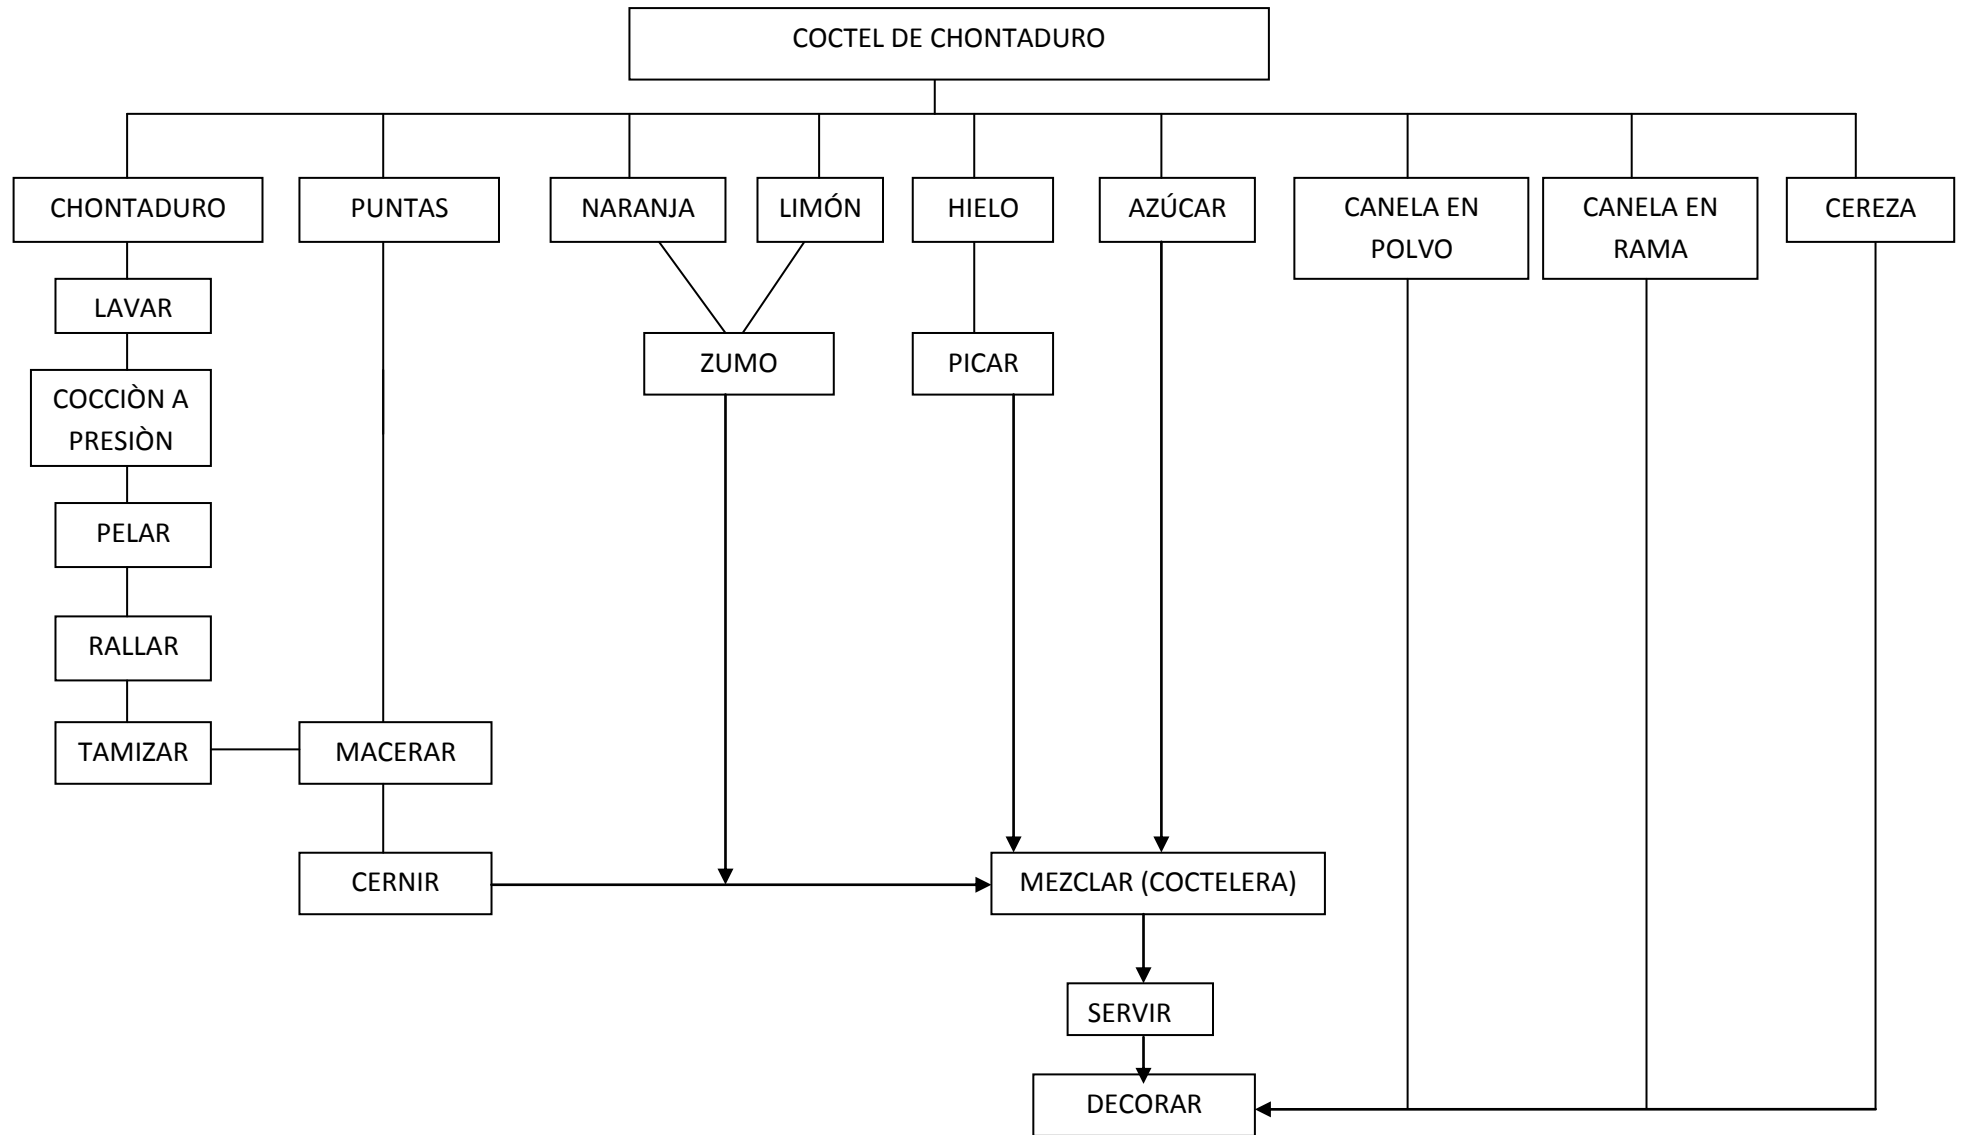 COCTEL DE CHONTADURO
CHONTADURO
PUNTAS
NARANJA
LIMÓN
HIELO
AZÚCAR
CANELA EN
POLVO
CANELA EN
RAMA
CEREZA
LAVAR
COCCIÒN A
PRESIÒN
PELAR
RALLAR
TAMIZAR
MACERAR
CERNIR
ZUMO
PICAR
MEZCLAR (COCTELERA)
SERVIR
DECORAR